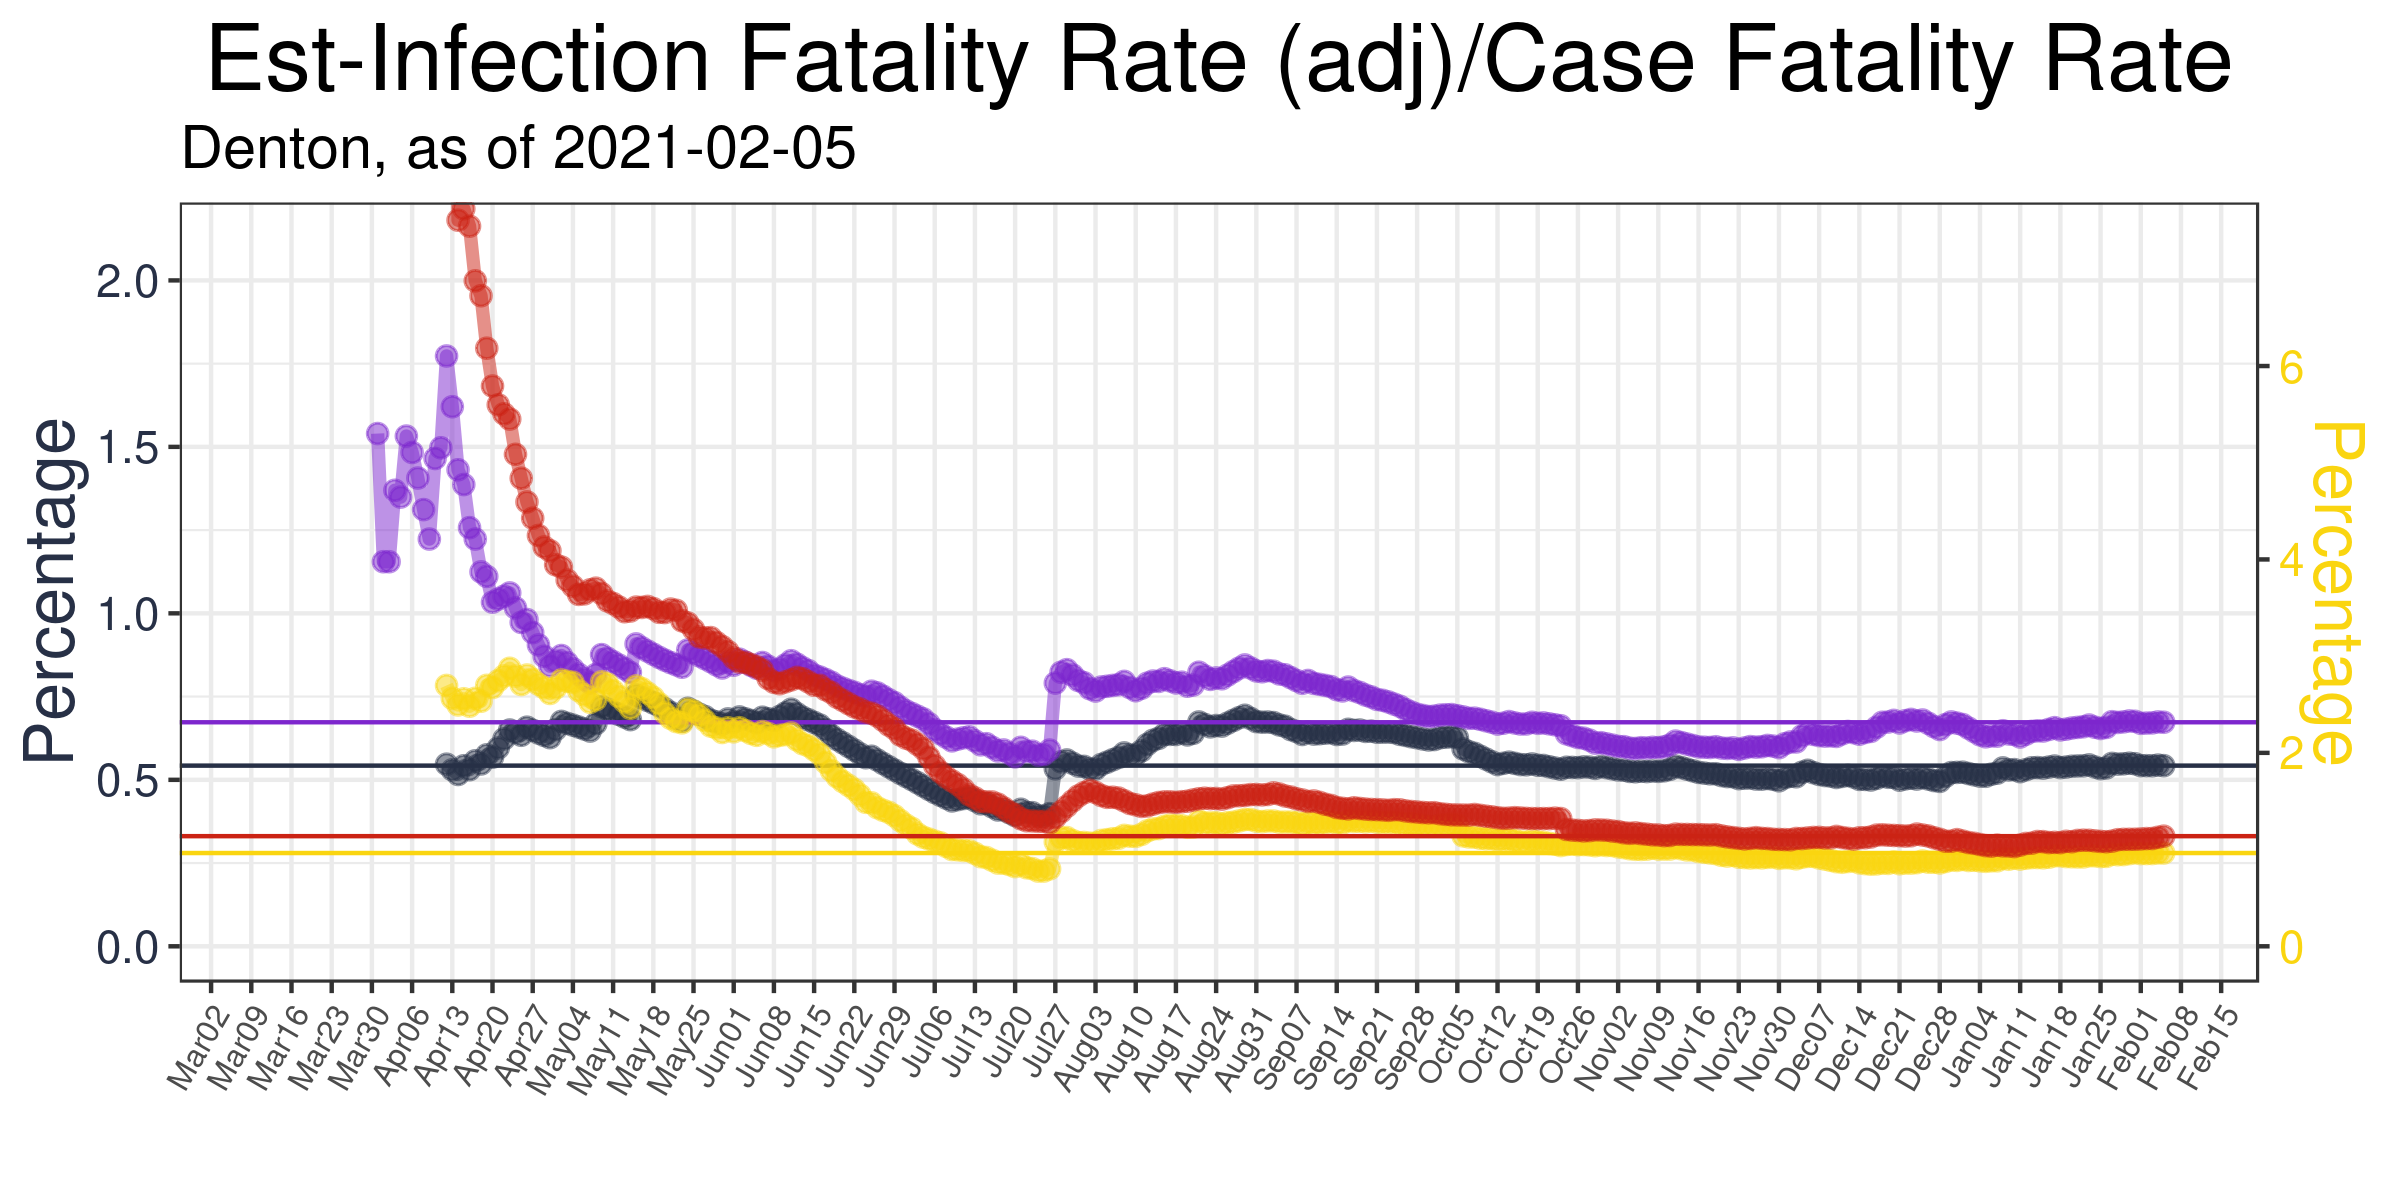 Est-Infection Fatality Rate (adj)/Case Fatality Rate
Denton, as of 2021-02-05
Percentage
2.0
1.5
1.0
0.5
0.0
6
4
2
0
Percentage
Mar02
Mar09
Mar16
Mar23
Mar30
Apr06
Apr13
Apr20
Apr27
May04
May11
May18
May25
Jun01
Jun08
Jun15
Jun22
Jun29
Jul06
Jul13
Jul20
Jul27
Aug03
Aug10
Aug17
Aug24
Aug31
Sep07
Sep14
Sep21
Sep28
Oct05
Oct12
Oct19
Oct26
Nov02
Nov09
Nov16
Nov23
Nov30
Dec07
Dec14
Dec21
Dec28
Jan04
Jan11
Jan18
Jan25
Feb01
Feb08
Feb15